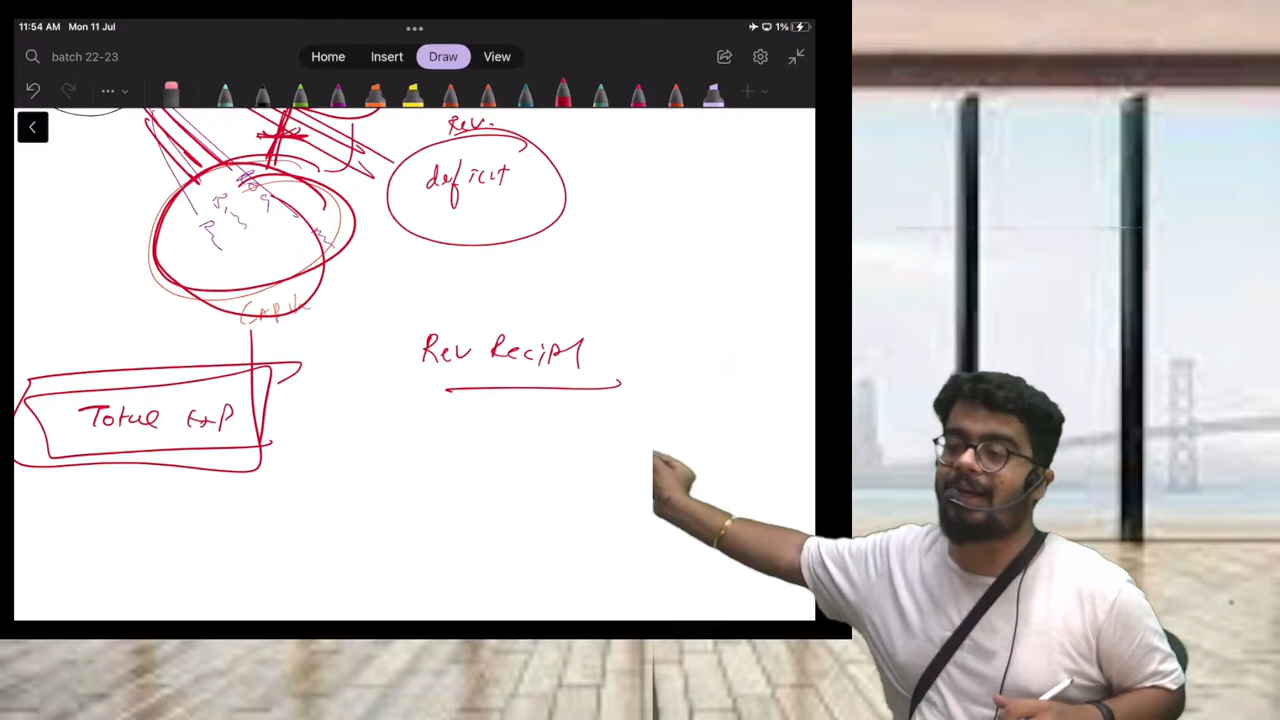 11:54 AM Mon 11 Jul
1%
batch 22-23
Home Insert Draw View
Rev.
deficit
Rev Recipt
Total Exp